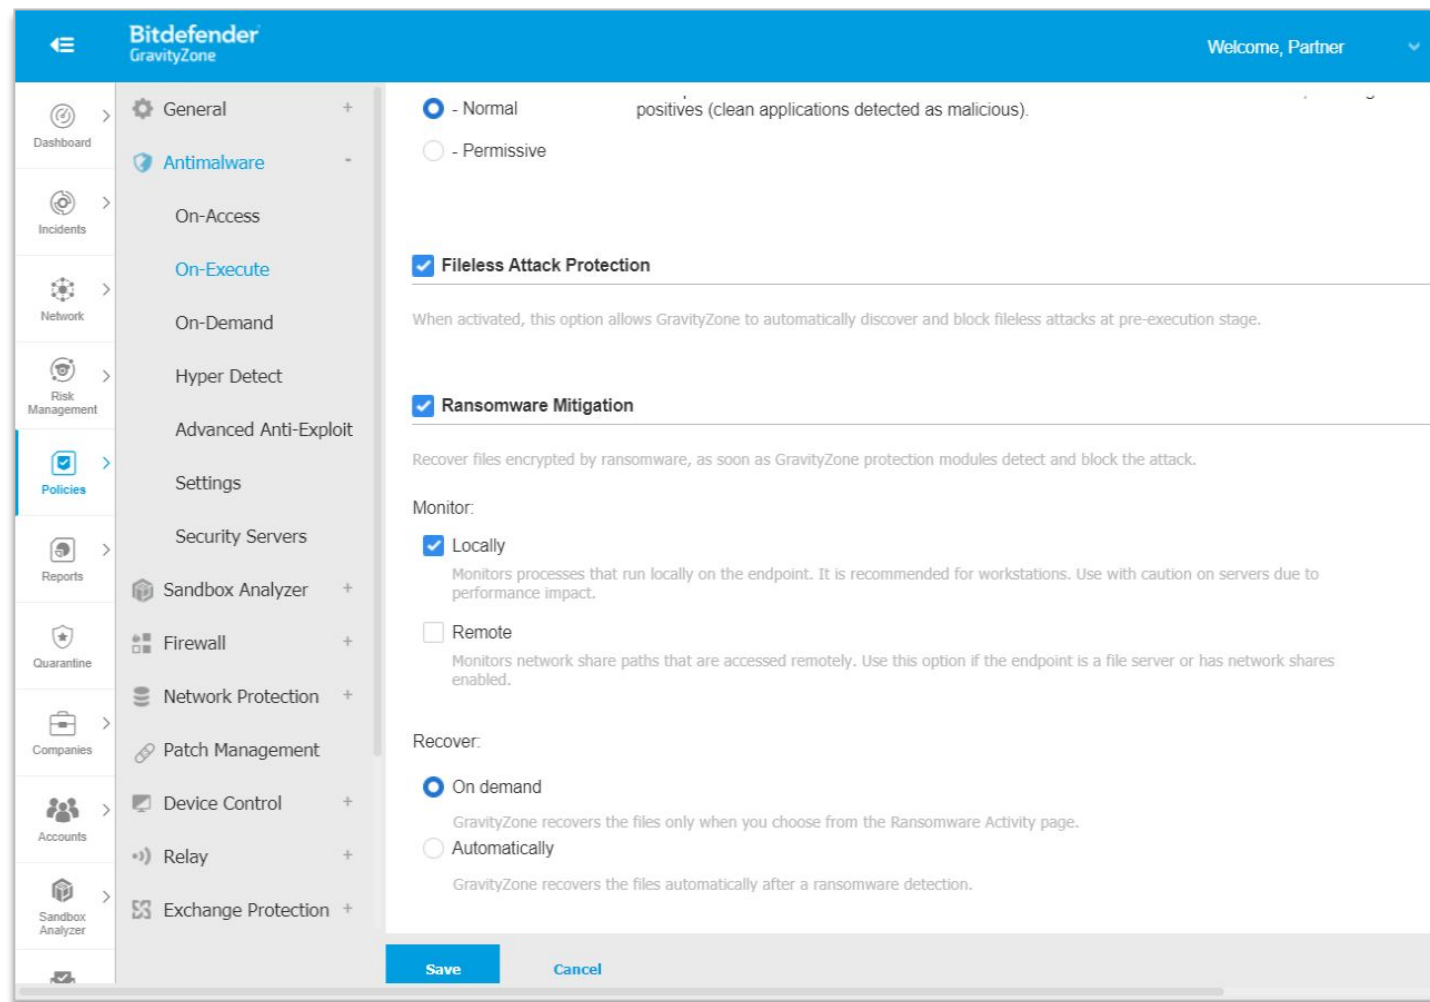 Bitdefender
GravityZone
Welcome, Partner
Dashboard
Incidents
Network
Risk
Management
Policies
Reports
Quarantine
Companies
Accounts
Sandbox
Analyzer
General +
Antimalware -
On-Access
On-Execute
On-Demand
Hyper Detect
Advanced Anti-Exploit
Settings
Security Servers
Sandbox Analyzer +
Firewall +
Network Protection +
Patch Management
Device Control +
Relay +
Exchange Protection +
- Normal
positives (clean applications detected as malicious).
- Permissive
Fileless Attack Protection
When activated, this option allows GravityZone to automatically discover and block fileless attacks at pre-execution stage.
Ransomware Mitigation
Recover files encrypted by ransomware, as soon as GravityZone protection modules detect and block the attack.
Monitor:
Locally
Monitors processes that run locally on the endpoint. It is recommended for workstations. Use with caution on servers due to
performance impact.
Remote
Monitors network share paths that are accessed remotely. Use this option if the endpoint is a file server or has network shares
enabled.
Recover:
On demand
GravityZone recovers the files only when you choose from the Ransomware Activity page.
Automatically
GravityZone recovers the files automatically after a ransomware detection.
Save
Cancel